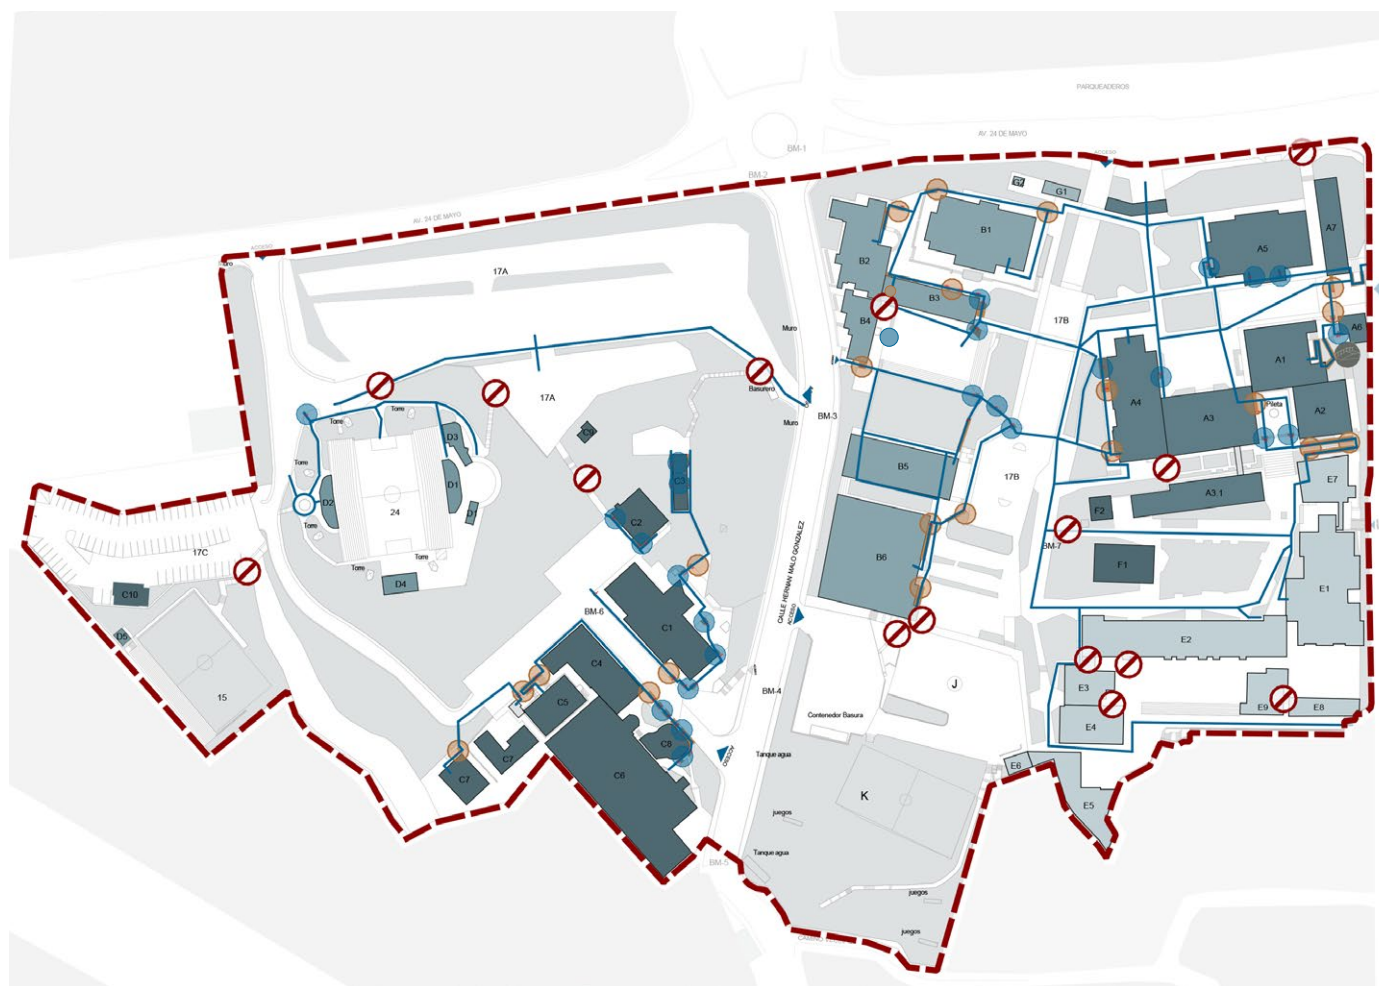 PARQUEADEROS
AV. 24 DE MAYO
BM-1
ACCESO
BM-2
G1
A7
AV. 24 DE MAYO
B1
ACCESO
A5
B2
17A
B3
17B
B4
Muro
A6
A1
17A
Basurero
A4
A3
Pileta
A2
Torre
Torre
C9
BM-3
Muro
D3
B5
Torre
C3
E7
D1
17B
A3.1
D2
24
D1
C2
F2
Torre
17C
Torre
Torre
BM-7
CALLE HERNAN MALO GONZALEZ
B6
F1
D4
C10
E1
BM-6
ACCESO
D5
C1
E2
C4
15
J
E3
BM-4
C5
E9
E8
Contenedor Basura
E4
C7
C8
ACCESO
Tanque agua
E6
C7
C6
K
E5
juegos
Tanque agua
BM-5
juegos
juegos